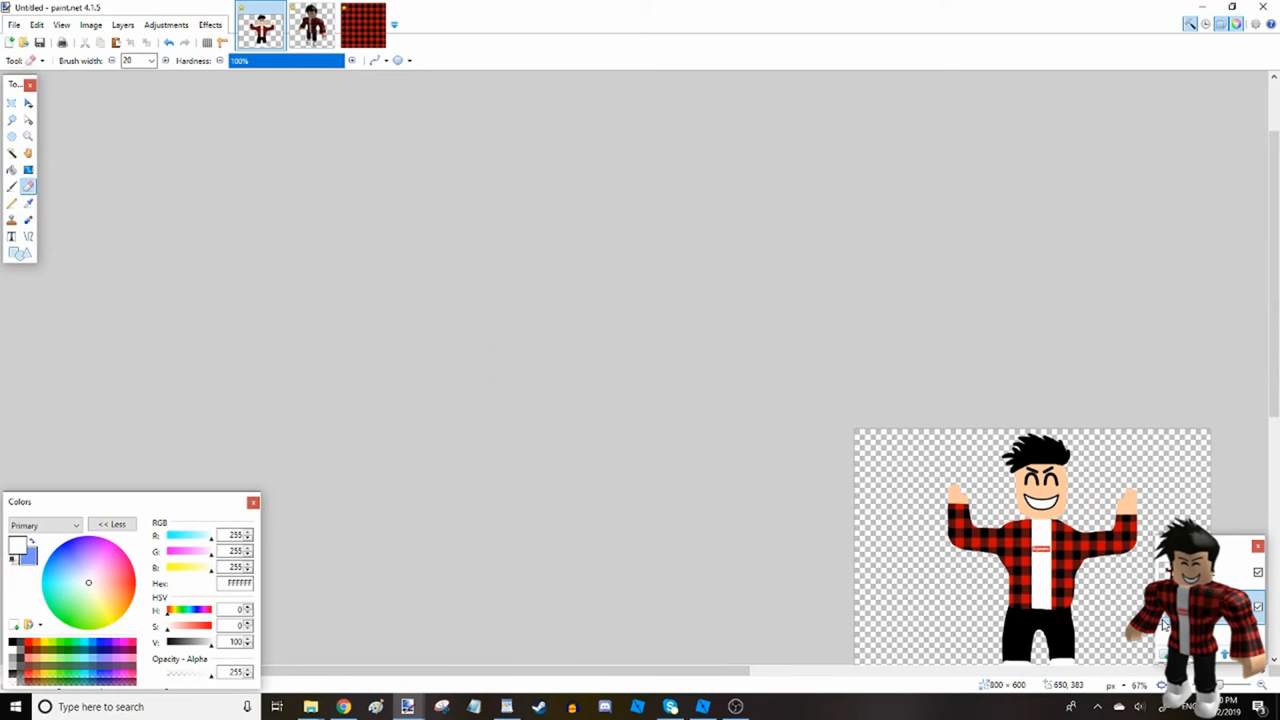 Untitled - paint.net 4.1.5
File Edit View Image Layers Adjustments Effects
Tool: Brush width: 20 Hardness: 100%
To...
Colors
Primary << Less
RGB
R: 255
G: 255
B: 255
Hex: FFFFFF
HSV
H: 0
S: 0
V: 100
Opacity - Alpha
255
800 × 600 650, 383 px 67%
Type here to search
ENG